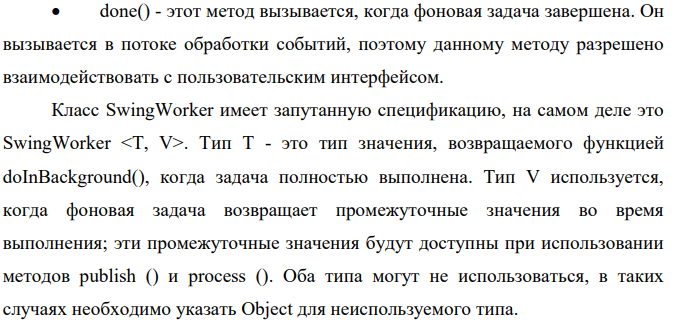 • done() - этот метод вызывается, когда фоновая задача завершена. Он
вызывается в потоке обработки событий, поэтому данному методу разрешено
взаимодействовать с пользовательским интерфейсом.
Класс SwingWorker имеет запутанную спецификацию, на самом деле это
SwingWorker <T, V>. Тип T - это тип значения, возвращаемого функцией
doInBackground(), когда задача полностью выполнена. Тип V используется,
когда фоновая задача возвращает промежуточные значения во время
выполнения; эти промежуточные значения будут доступны при использовании
методов publish () и process (). Оба типа могут не использоваться, в таких
случаях необходимо указать Object для неиспользуемого типа.